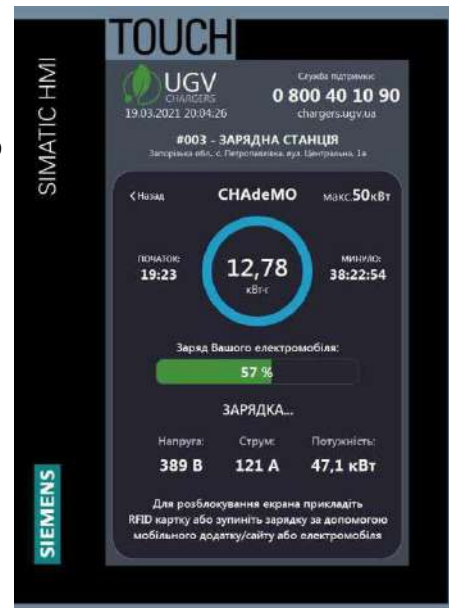 TOUCH
SIMATIC HMI
SIEMENS
UGV
CHARGERS
19.03.2021 20:04:26
Служба підтримки:
0 800 40 10 90
chargers.ugv.ua
#003 - ЗАРЯДНА СТАНЦІЯ
Запорізька обл., с. Петропавлівка, вул. Центральна, 1а
Назад
CHAdeMO
макс.50кВт
ПОЧАТОК:
19:23
12,78
кВт·г
МИНУЛО:
38:22:54
Заряд Вашого електромобіля:
57 %
ЗАРЯДКА...
Напруга:
Струм:
Потужність:
389 В
121 А
47,1 кВт
Для розблокування екрана прикладіть
RFID картку або зупиніть зарядку за допомогою
мобільного додатку/сайту або електромобіля